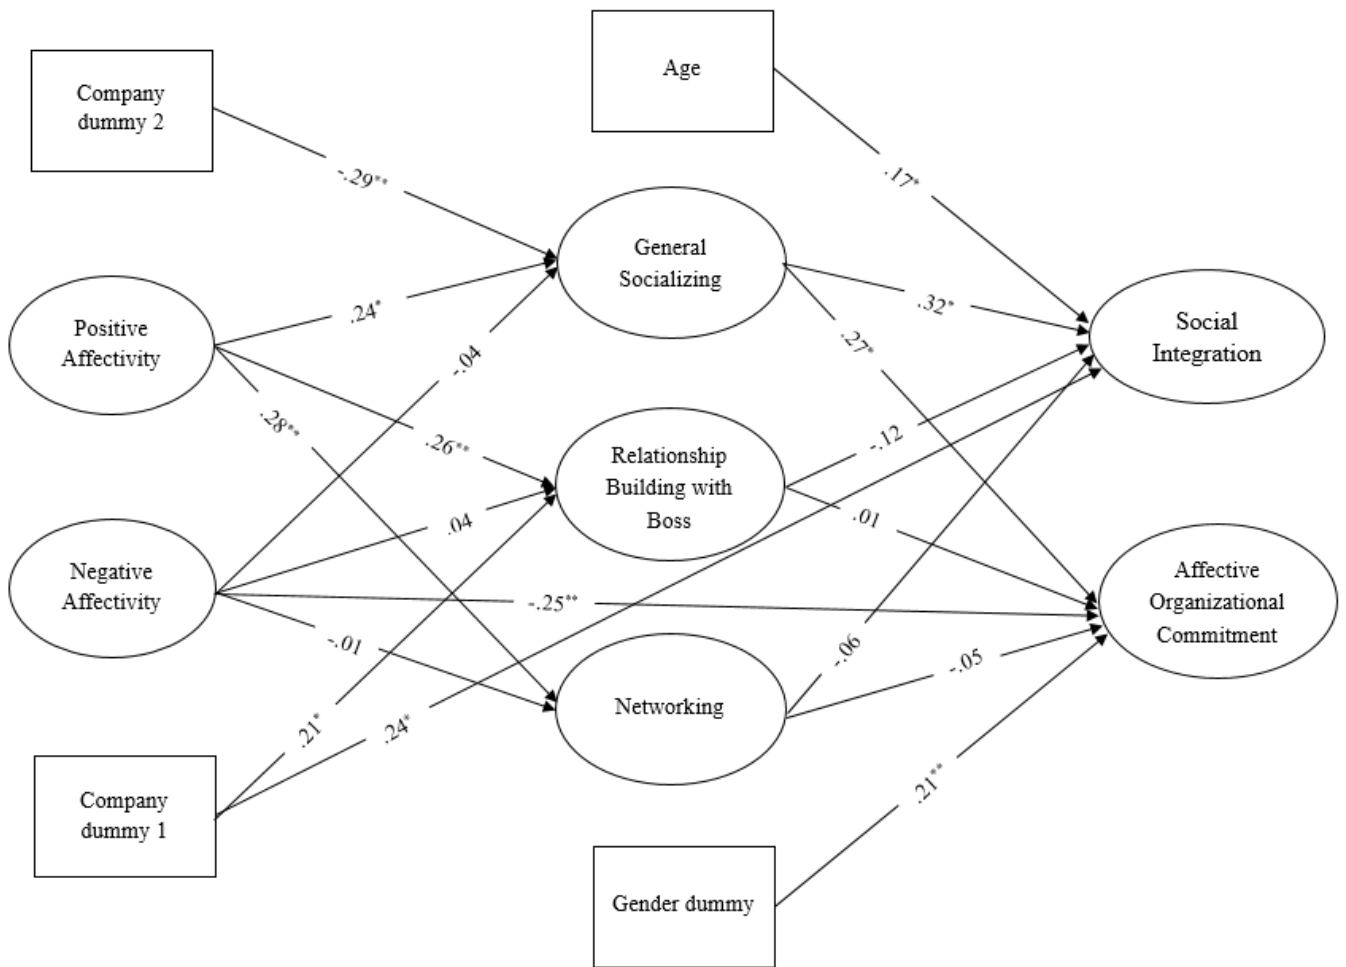 Age
Company
dummy 2
-.29**
.17*
General
Socializing
Positive
Affectivity
.24*
.32*
Social
Integration
-.04
.27*
.28**
.26**
Relationship
Building with
Boss
-.12
.04
.01
Negative
Affectivity
Affective
Organizational
Commitment
-.25**
-.01
-.06
-.05
Networking
.21*
.24*
Company
dummy 1
.21**
Gender dummy